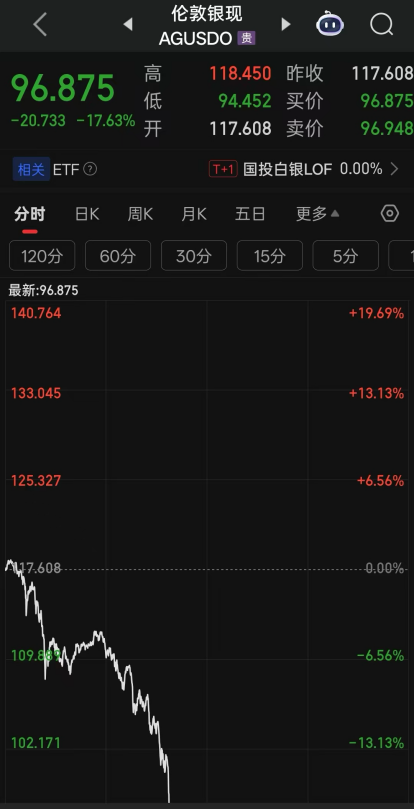 伦敦银现
AGUSDO 贵
96.875
-20.733 -17.63%
高 118.450 昨收 117.608
低 94.452 买价 96.875
开 117.608 卖价 96.948
相关 ETF ? T+1 国投白银LOF 0.00%
分时 日K 周K 月K 五日 更多
120分 60分 30分 15分 5分
最新:96.875
140.764 +19.69%
133.045 +13.13%
125.327 +6.56%
117.608 0.00%
109.889 -6.56%
102.171 -13.13%